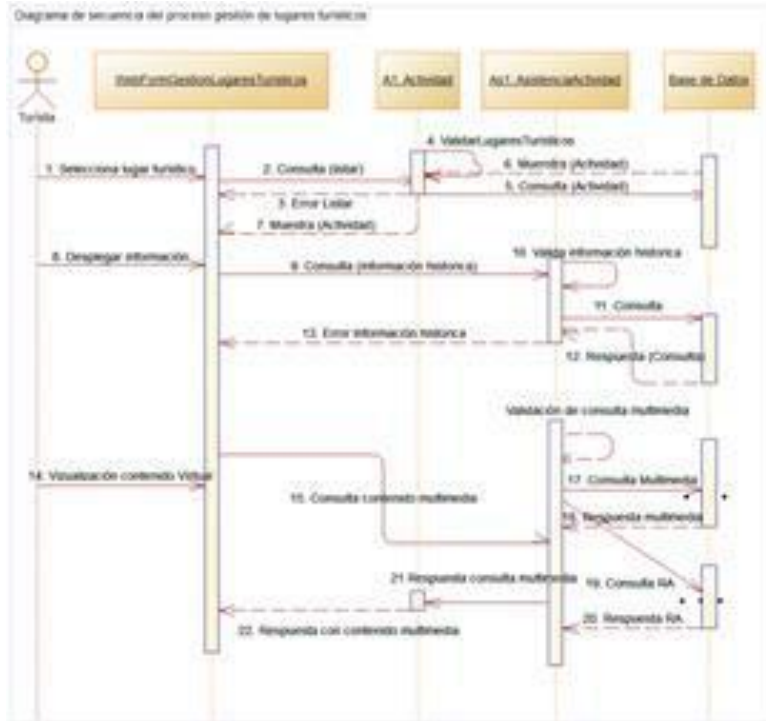 Diagrama de secuencia del proceso gestión de lugares turísticos
Turista
WebFormGestionLugaresTuristicos
A1. Actividad
As1. AsistenciaActividad
Base de Datos
4. ValidarLugaresTuristicos
1. Selecciona lugar turístico
2. Consulta (listar)
6. Muestra (Actividad)
3. Error Listar
5. Consulta (Actividad)
7. Muestra (Actividad)
8. Desplegar información
9. Consulta (información historica)
10. Valida información historica
11. Consulta
13. Error información historica
12. Respuesta (Consulta)
Validación de consulta multimedia
14. Vizualización contenido Virtual
15. Consulta contenido multimedia
17. Consulta Multimedia
18. Respuesta multimedia
21 Respuesta consulta multimedia
19. Consulta RA
20. Respuesta RA
22. Respuesta con contenido multimedia